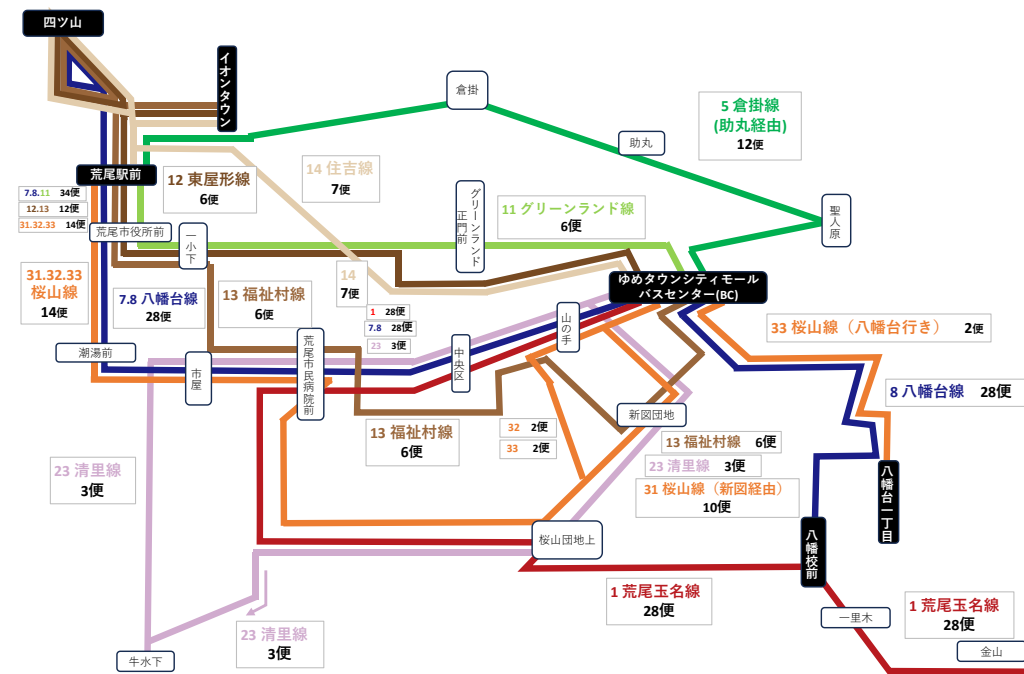 四ツ山
イオンタウン
倉掛
5 倉掛線
(助丸経由)
12便
助丸
荒尾駅前
12 東屋形線
6便
14 住吉線
7便
7.8.11 34便
12.13 12便
31.32.33 14便
グリーンランド
正門前
11 グリーンランド線
6便
聖人原
荒尾市役所前
一小下
31.32.33
桜山線
14便
7.8 八幡台線
28便
13 福祉村線
6便
14
7便
1 28便
7.8 28便
23 3便
ゆめタウンシティモール
バスセンター(BC)
山の手
33 桜山線（八幡台行き） 2便
潮湯前
市屋
荒尾市民病院前
中央区
8 八幡台線 28便
新図団地
13 福祉村線
6便
32 2便
33 2便
13 福祉村線 6便
23 清里線 3便
31 桜山線（新図経由）
10便
23 清里線
3便
八幡台一丁目
桜山団地上
八幡校前
1 荒尾玉名線
28便
一里木
1 荒尾玉名線
28便
23 清里線
3便
牛水下
金山